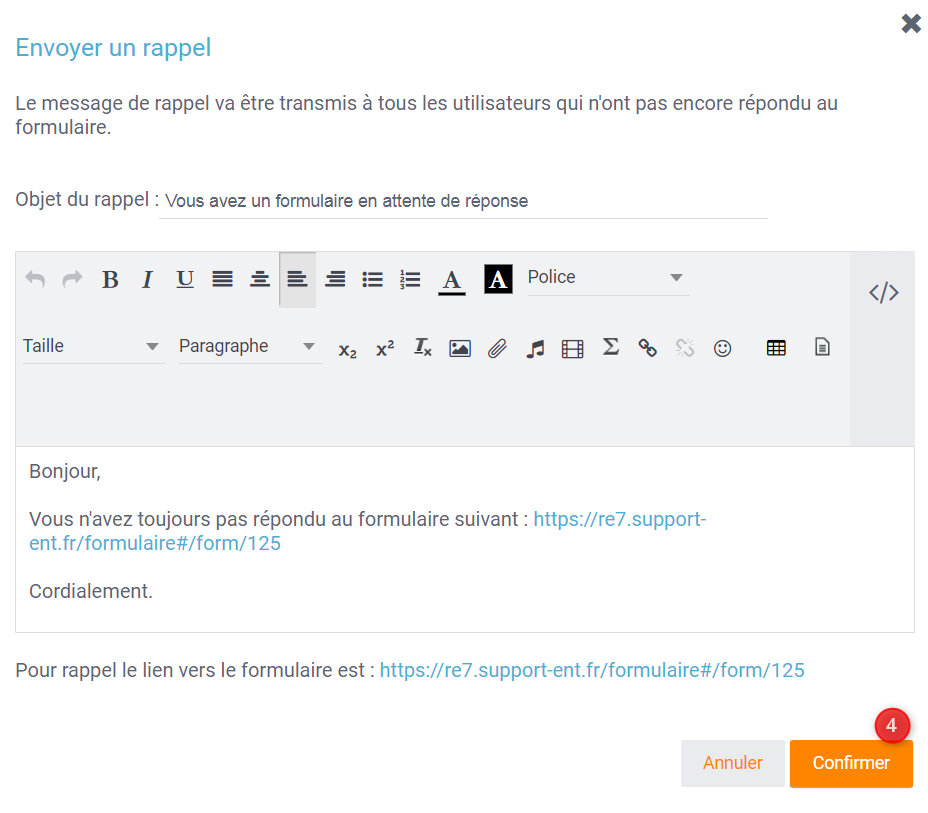 Envoyer un rappel
Le message de rappel va être transmis à tous les utilisateurs qui n'ont pas encore répondu au
formulaire.
Objet du rappel : Vous avez un formulaire en attente de réponse
B I U A A Police </>
Taille Paragraphe x₂ x² Tx Σ
Bonjour,
Vous n'avez toujours pas répondu au formulaire suivant : https://re7.support-
ent.fr/formulaire#/form/125
Cordialement.
Pour rappel le lien vers le formulaire est : https://re7.support-ent.fr/formulaire#/form/125
4
Annuler Confirmer